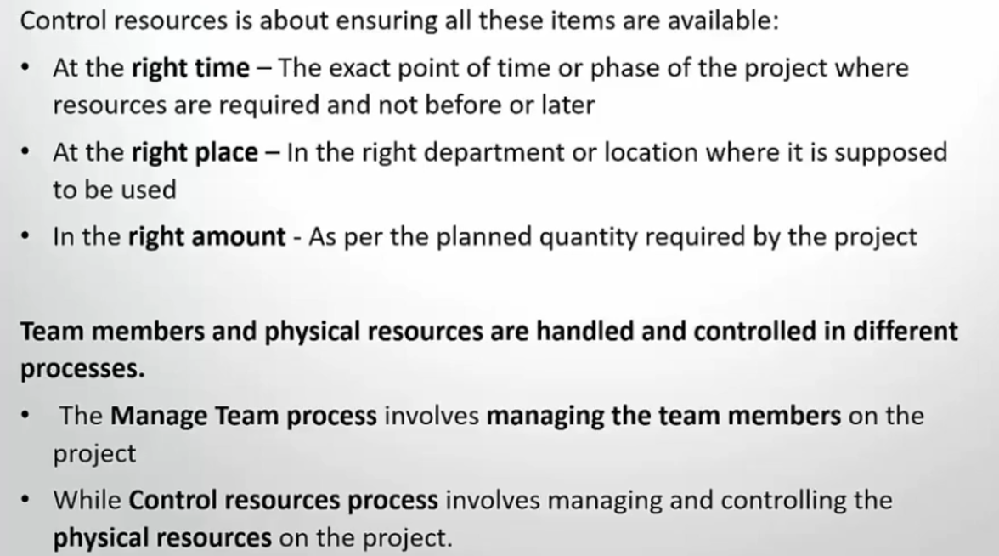 Control resources is about ensuring all these items are available:
• At the right time – The exact point of time or phase of the project where
resources are required and not before or later
• At the right place – In the right department or location where it is supposed
to be used
• In the right amount - As per the planned quantity required by the project
Team members and physical resources are handled and controlled in different
processes.
• The Manage Team process involves managing the team members on the
project
• While Control resources process involves managing and controlling the
physical resources on the project.